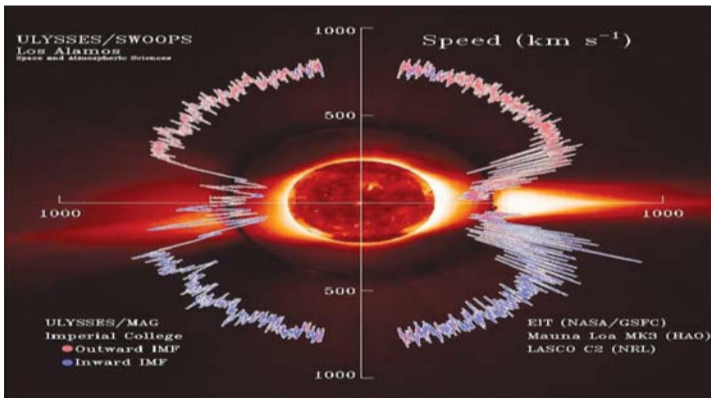 ULYSSES/SWOOPS
Los Alamos
Space and Atmospheric Sciences
Speed (km s⁻¹)
1000
500
1000
1000
500
1000
ULYSSES/MAG
Imperial College
Outward IMF
Inward IMF
EIT (NASA/GSFC)
Mauna Loa MK3 (HAO)
LASCO C2 (NRL)